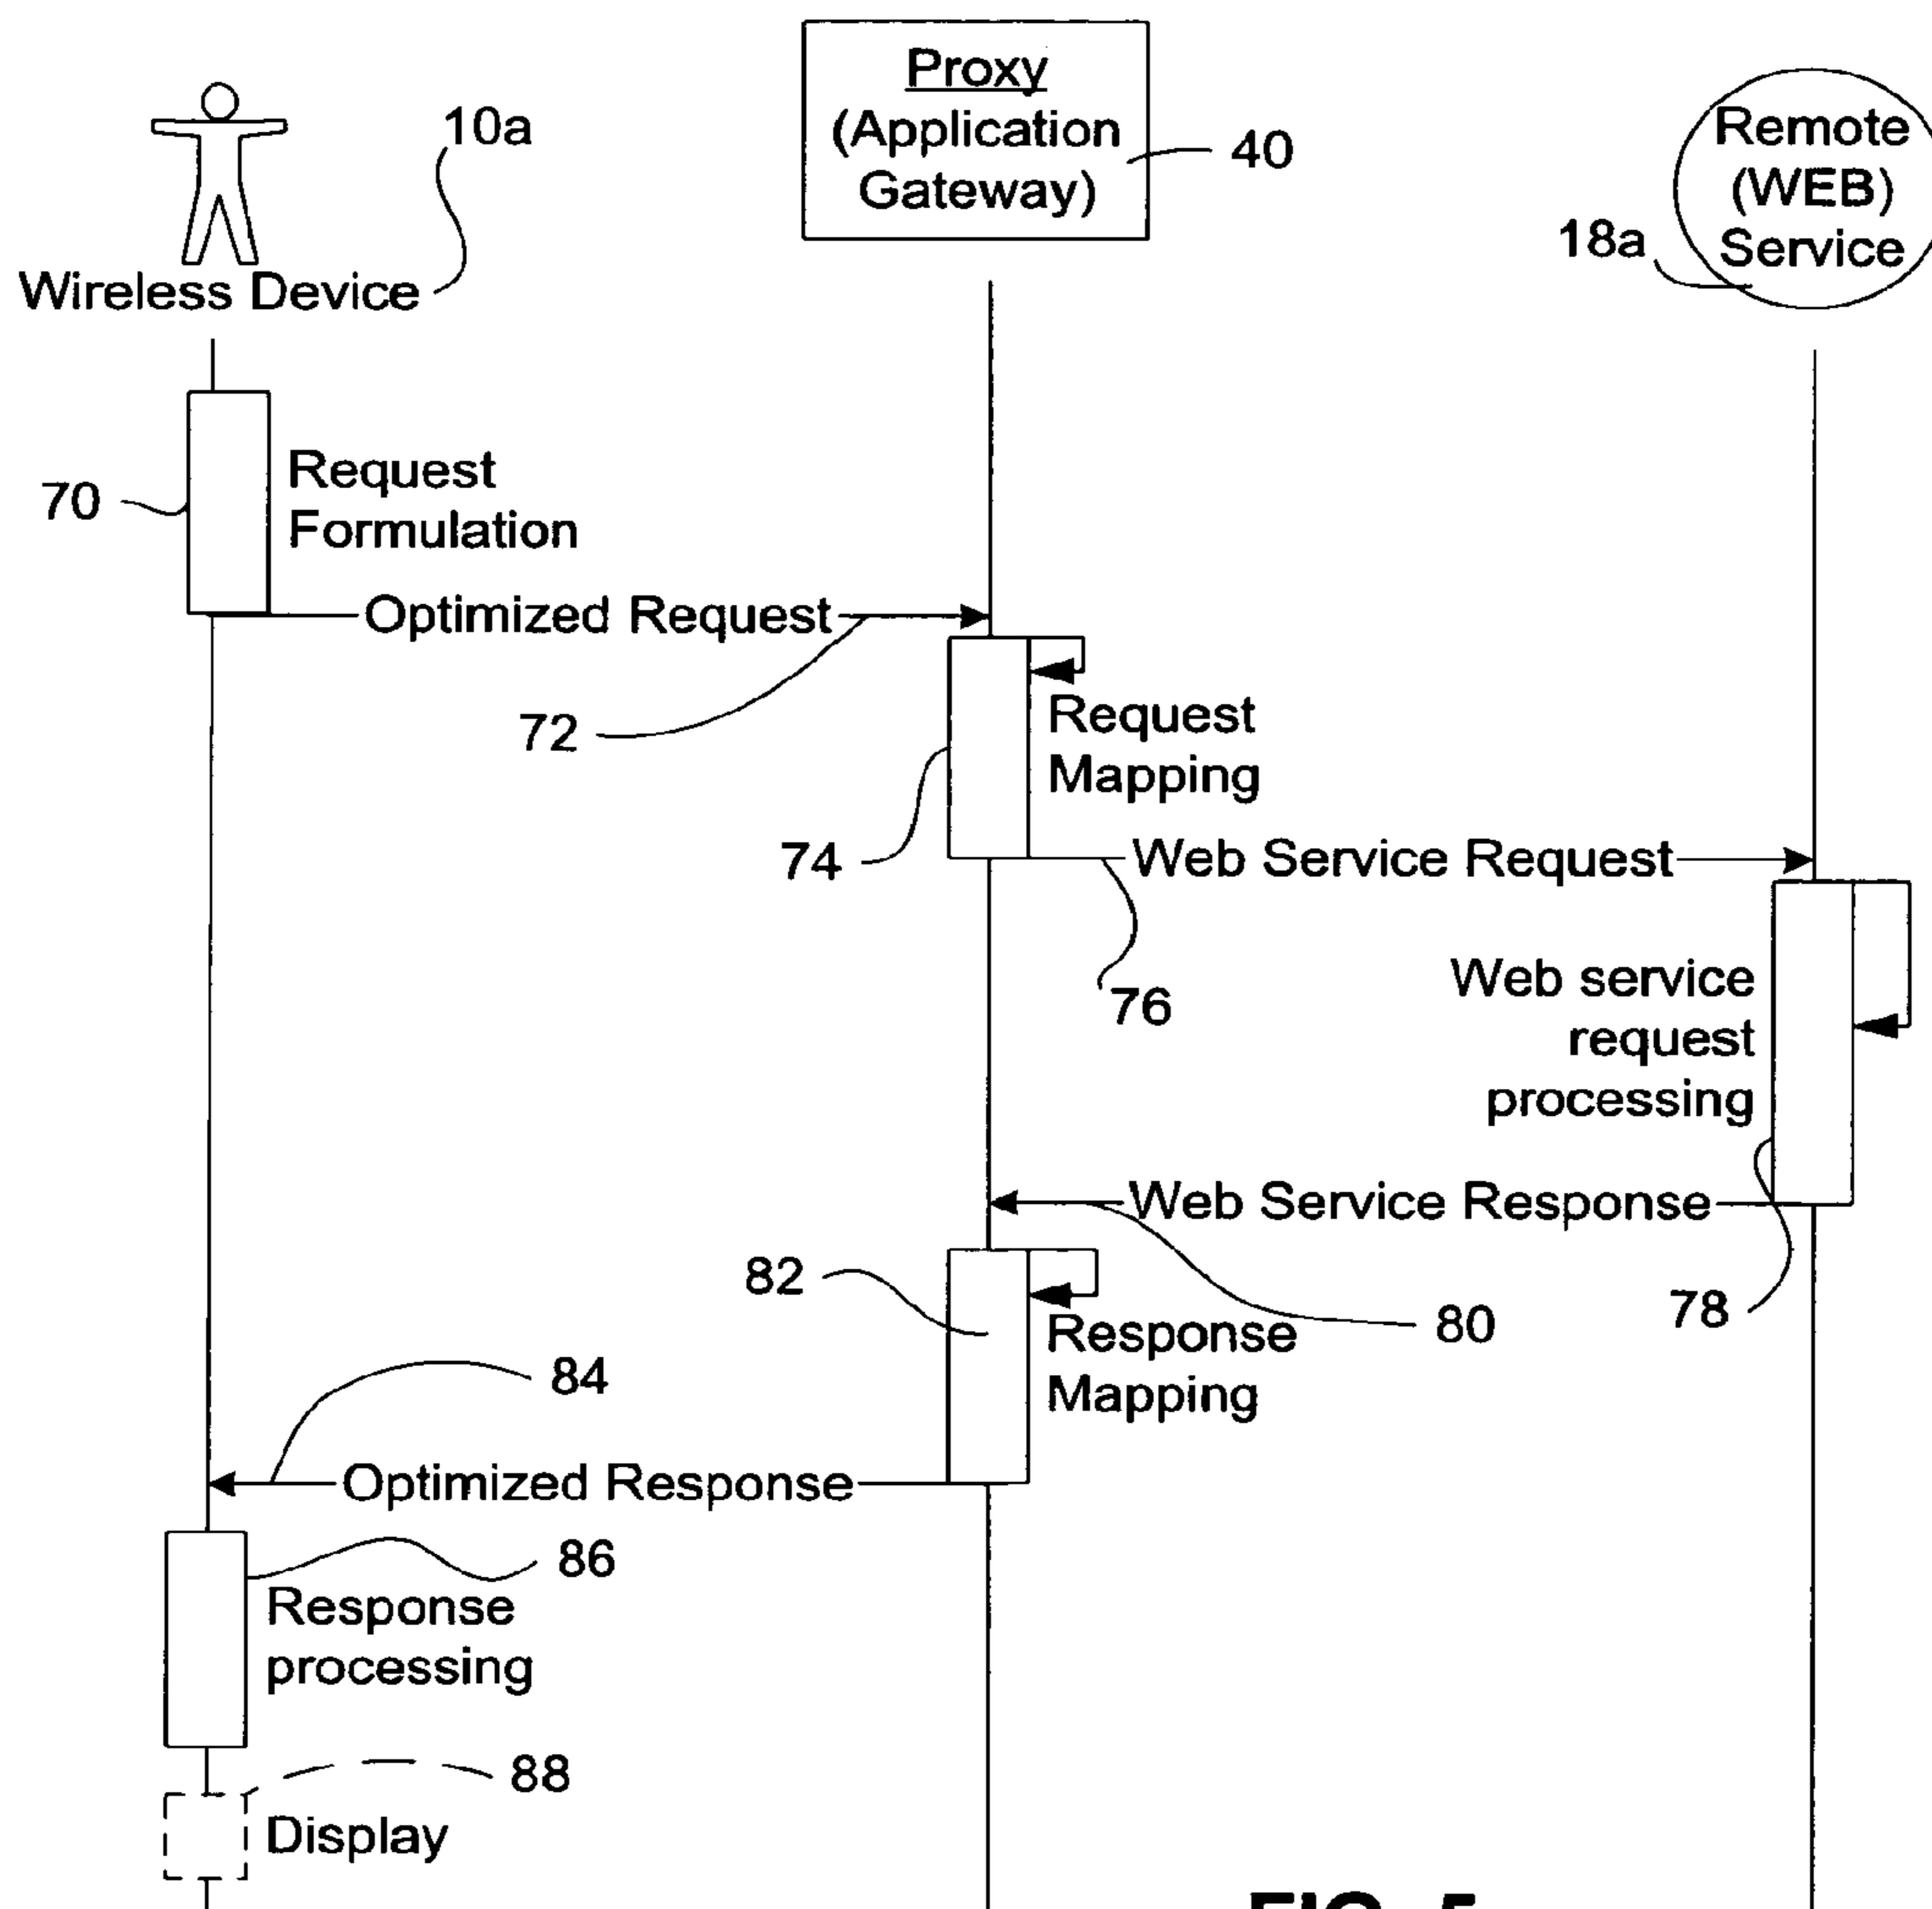 Proxy
(Application
Gateway)
40
10a
Wireless Device
Remote
(WEB)
Service
18a
70
Request
Formulation
Optimized Request
72
Request
Mapping
74
Web Service Request
76
Web service
request
processing
78
Web Service Response
80
82
Response
Mapping
84
Optimized Response
86
Response
processing
88
Display